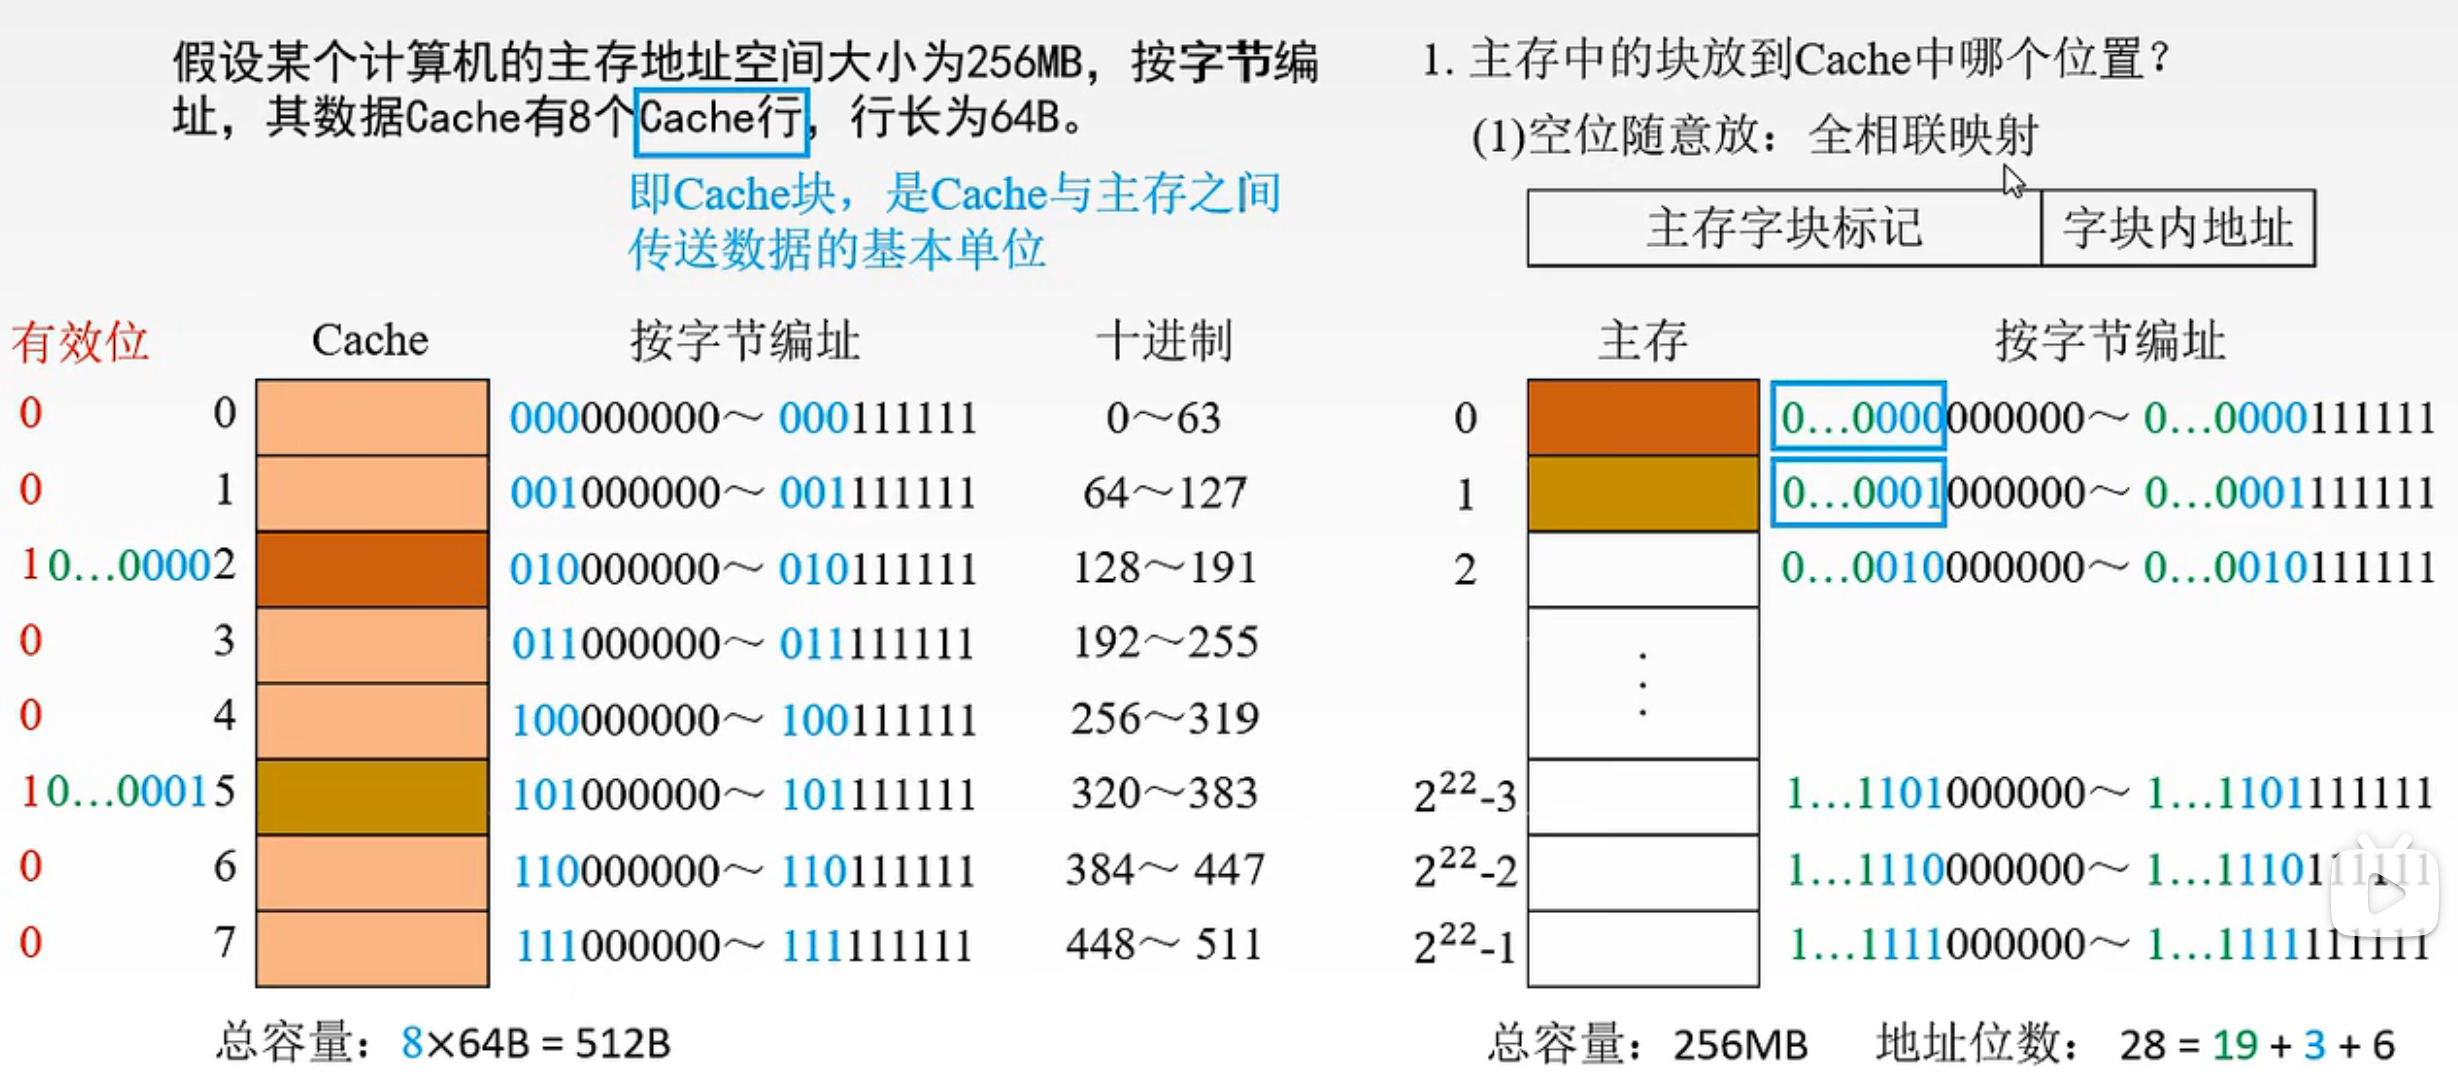 假设某个计算机的主存地址空间大小为256MB，按字节编
址，其数据Cache有8个Cache行，行长为64B。
即Cache块，是Cache与主存之间
传送数据的基本单位
1. 主存中的块放到Cache中哪个位置？
(1)空位随意放：全相联映射
主存字块标记 字块内地址
有效位 Cache 按字节编址 十进制
0 0 000000000～ 000111111 0～63
0 1 001000000～ 001111111 64～127
1 0…0000 2 010000000～ 010111111 128～191
0 3 011000000～ 011111111 192～255
0 4 100000000～ 100111111 256～319
1 0…0001 5 101000000～ 101111111 320～383
0 6 110000000～ 110111111 384～ 447
0 7 111000000～ 111111111 448～ 511
总容量：8×64B = 512B
主存 按字节编址
0 0…0000000000～ 0…0000111111
1 0…0001000000～ 0…0001111111
2 0…0010000000～ 0…0010111111
⋮
2²²-3 1…1101000000～ 1…1101111111
2²²-2 1…1110000000～ 1…1110111111
2²²-1 1…1111000000～ 1…1111111111
总容量：256MB 地址位数： 28 = 19 + 3 + 6